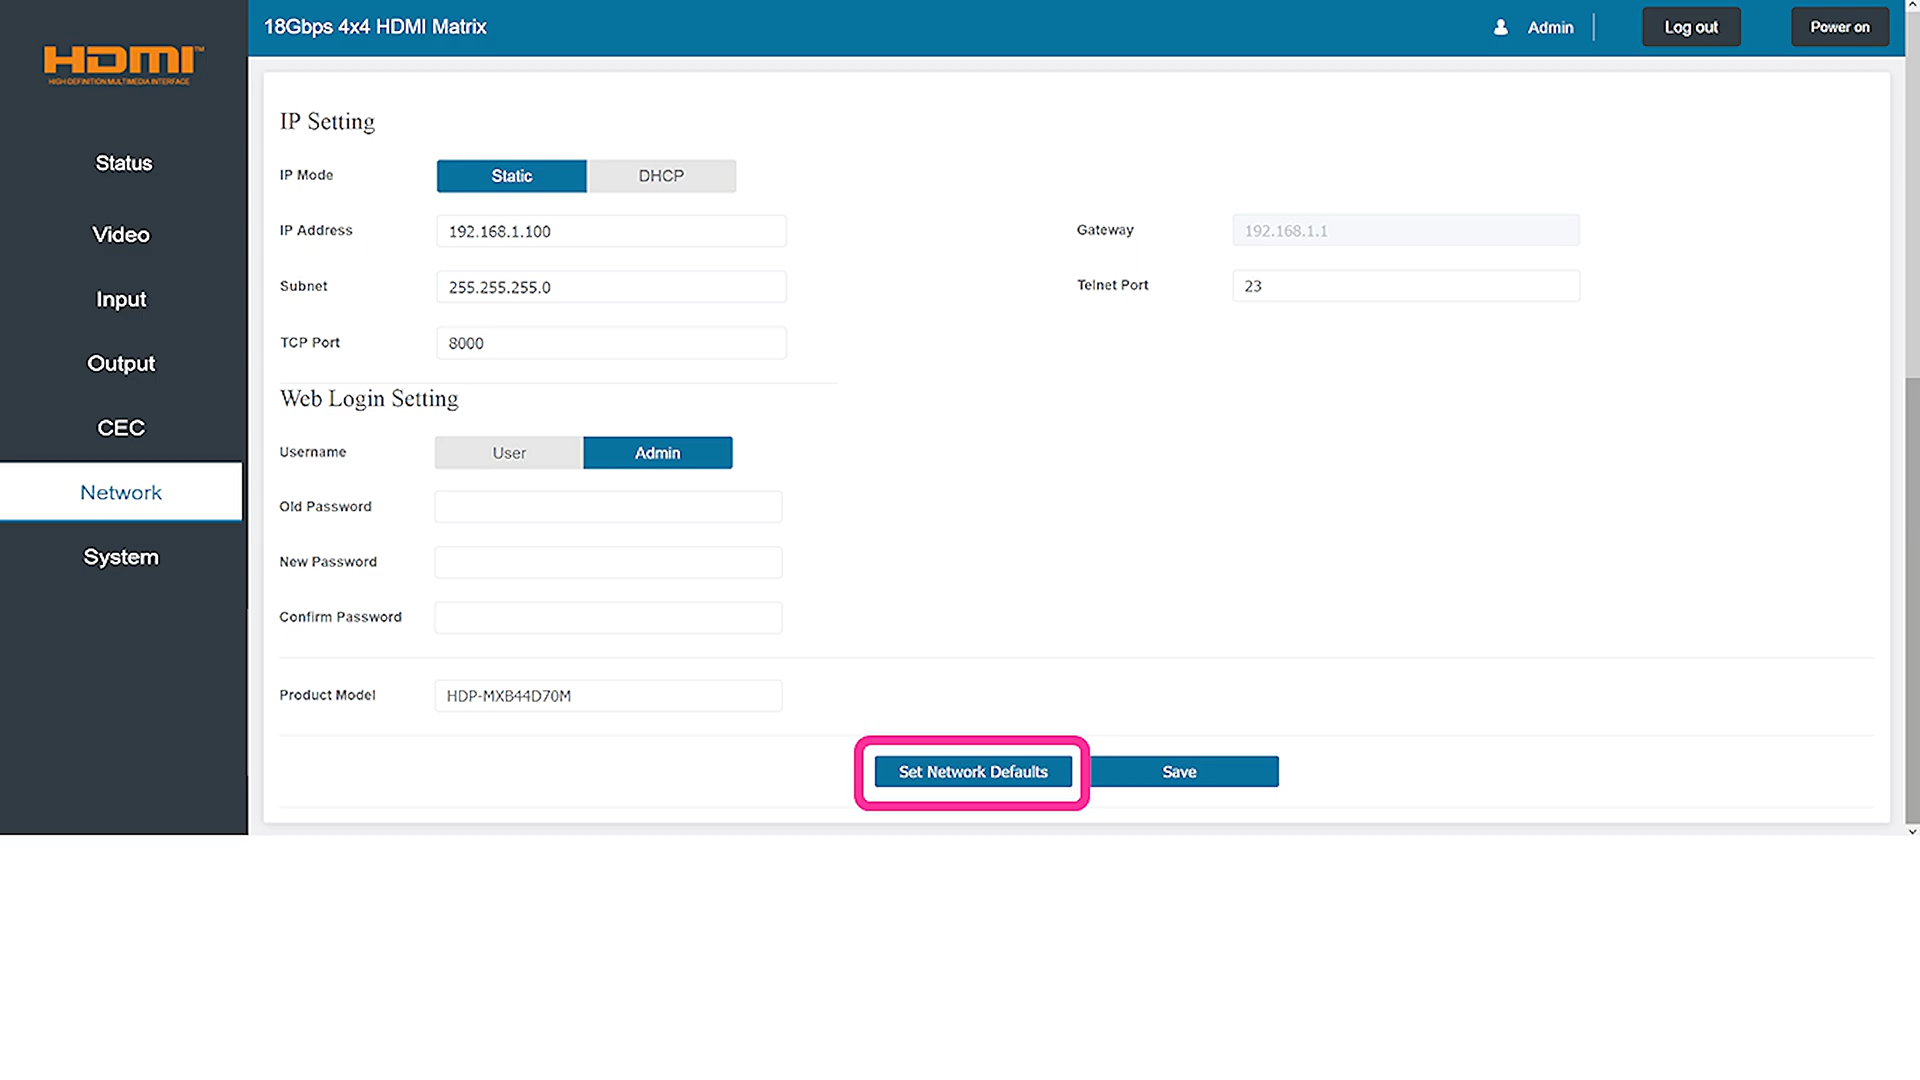 HDMI™
HIGH-DEFINITION MULTIMEDIA INTERFACE
18Gbps 4x4 HDMI Matrix
Admin
Log out
Power on
Status
Video
Input
Output
CEC
Network
System
IP Setting
IP Mode
Static
DHCP
IP Address
192.168.1.100
Gateway
192.168.1.1
Subnet
255.255.255.0
Telnet Port
23
TCP Port
8000
Web Login Setting
Username
User
Admin
Old Password
New Password
Confirm Password
Product Model
HDP-MXB44D70M
Set Network Defaults
Save